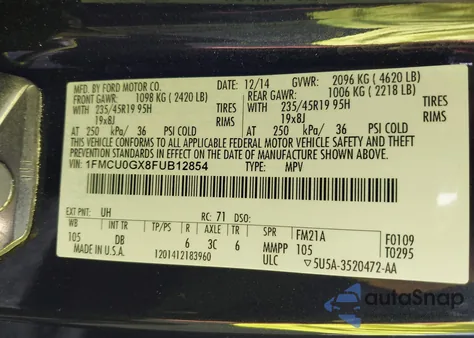 MFD. BY FORD MOTOR CO. DATE: 12/14 GVWR: 2096 KG ( 4620 LB)
FRONT GAWR: 1098 KG ( 2420 LB) REAR GAWR: 1006 KG ( 2218 LB)
WITH 235/45R19 95H TIRES WITH 235/45R19 95H TIRES
19x8J RIMS 19x8J RIMS
AT 250 kPa/ 36 PSI COLD AT 250 kPa/ 36 PSI COLD
THIS VEHICLE CONFORMS TO ALL APPLICABLE FEDERAL MOTOR VEHICLE SAFETY, BUMPER, AND THEFT PREVENTION STANDARDS IN EFFECT ON THE DATE OF MANUFACTURE SHOWN ABOVE.
VIN: 1FMCU0GX8FUB12854 TYPE: MPV
EXT PNT: UH RC: 71 DSO:
WB INT TR TP/PS R AXLE TR SPR FM21A F0109
105 DB 6 3C 6 MMPP 105 T0295
MADE IN U.S.A. 1201412183960 ULC ▽5U5A-3520472-AA
autoSnap